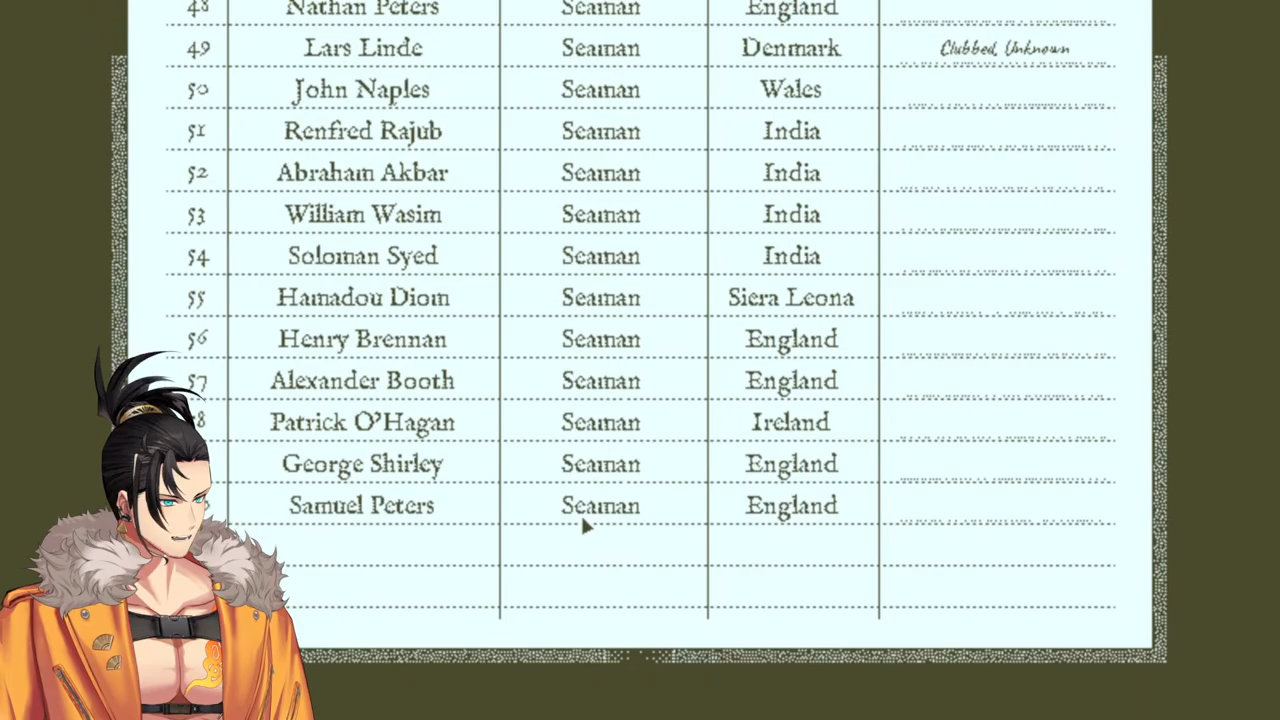 48 Nathan Peters Seaman England
49 Lars Linde Seaman Denmark Clubbed, Unknown
50 John Naples Seaman Wales
51 Renfred Rajub Seaman India
52 Abraham Akbar Seaman India
53 William Wasim Seaman India
54 Soloman Syed Seaman India
55 Hamadou Diom Seaman Siera Leona
56 Henry Brennan Seaman England
57 Alexander Booth Seaman England
8 Patrick O'Hagan Seaman Ireland
George Shirley Seaman England
Samuel Peters Seaman England